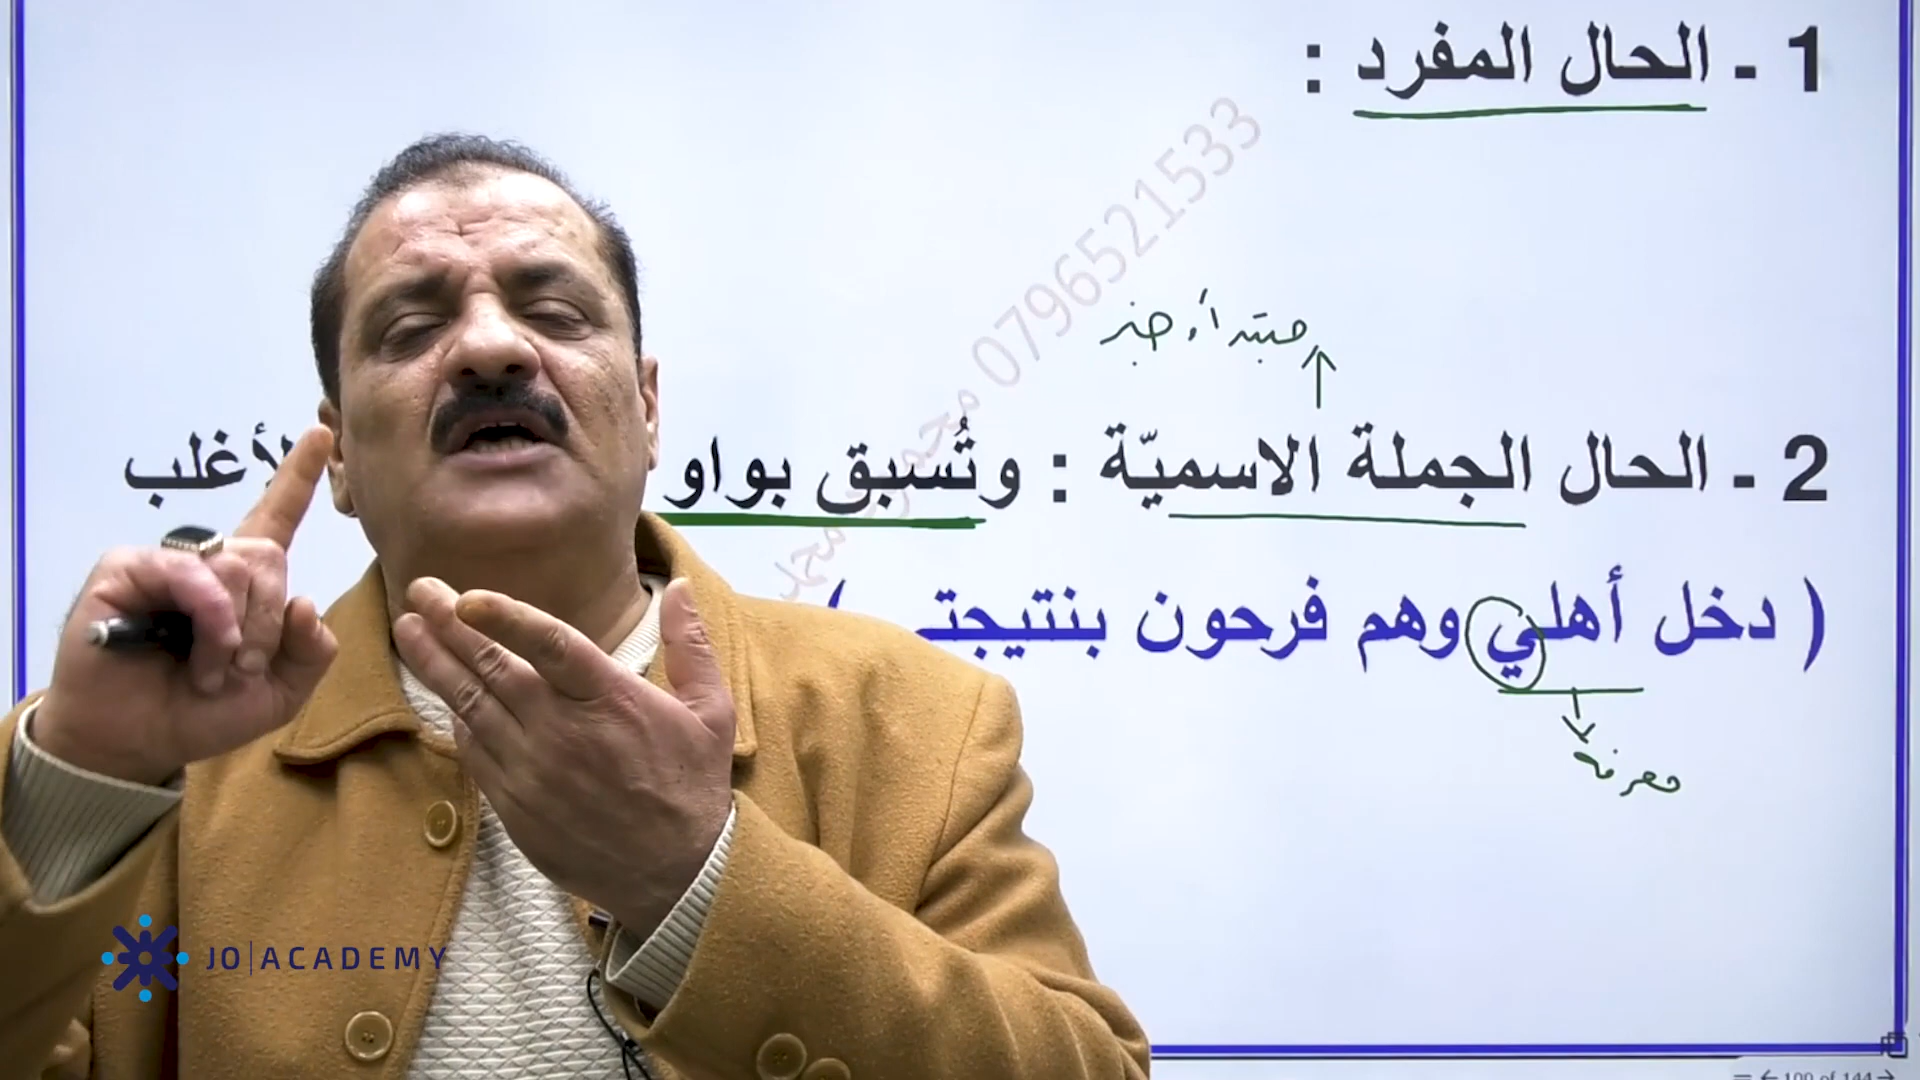 1 - الحال المفرد :
مبتدأ، خبر
2 - الحال الجملة الاسميّة : وتُسبق بواو الأغلب
( دخل أهلي وهم فرحون
معرفة
0796521533
JO ACADEMY